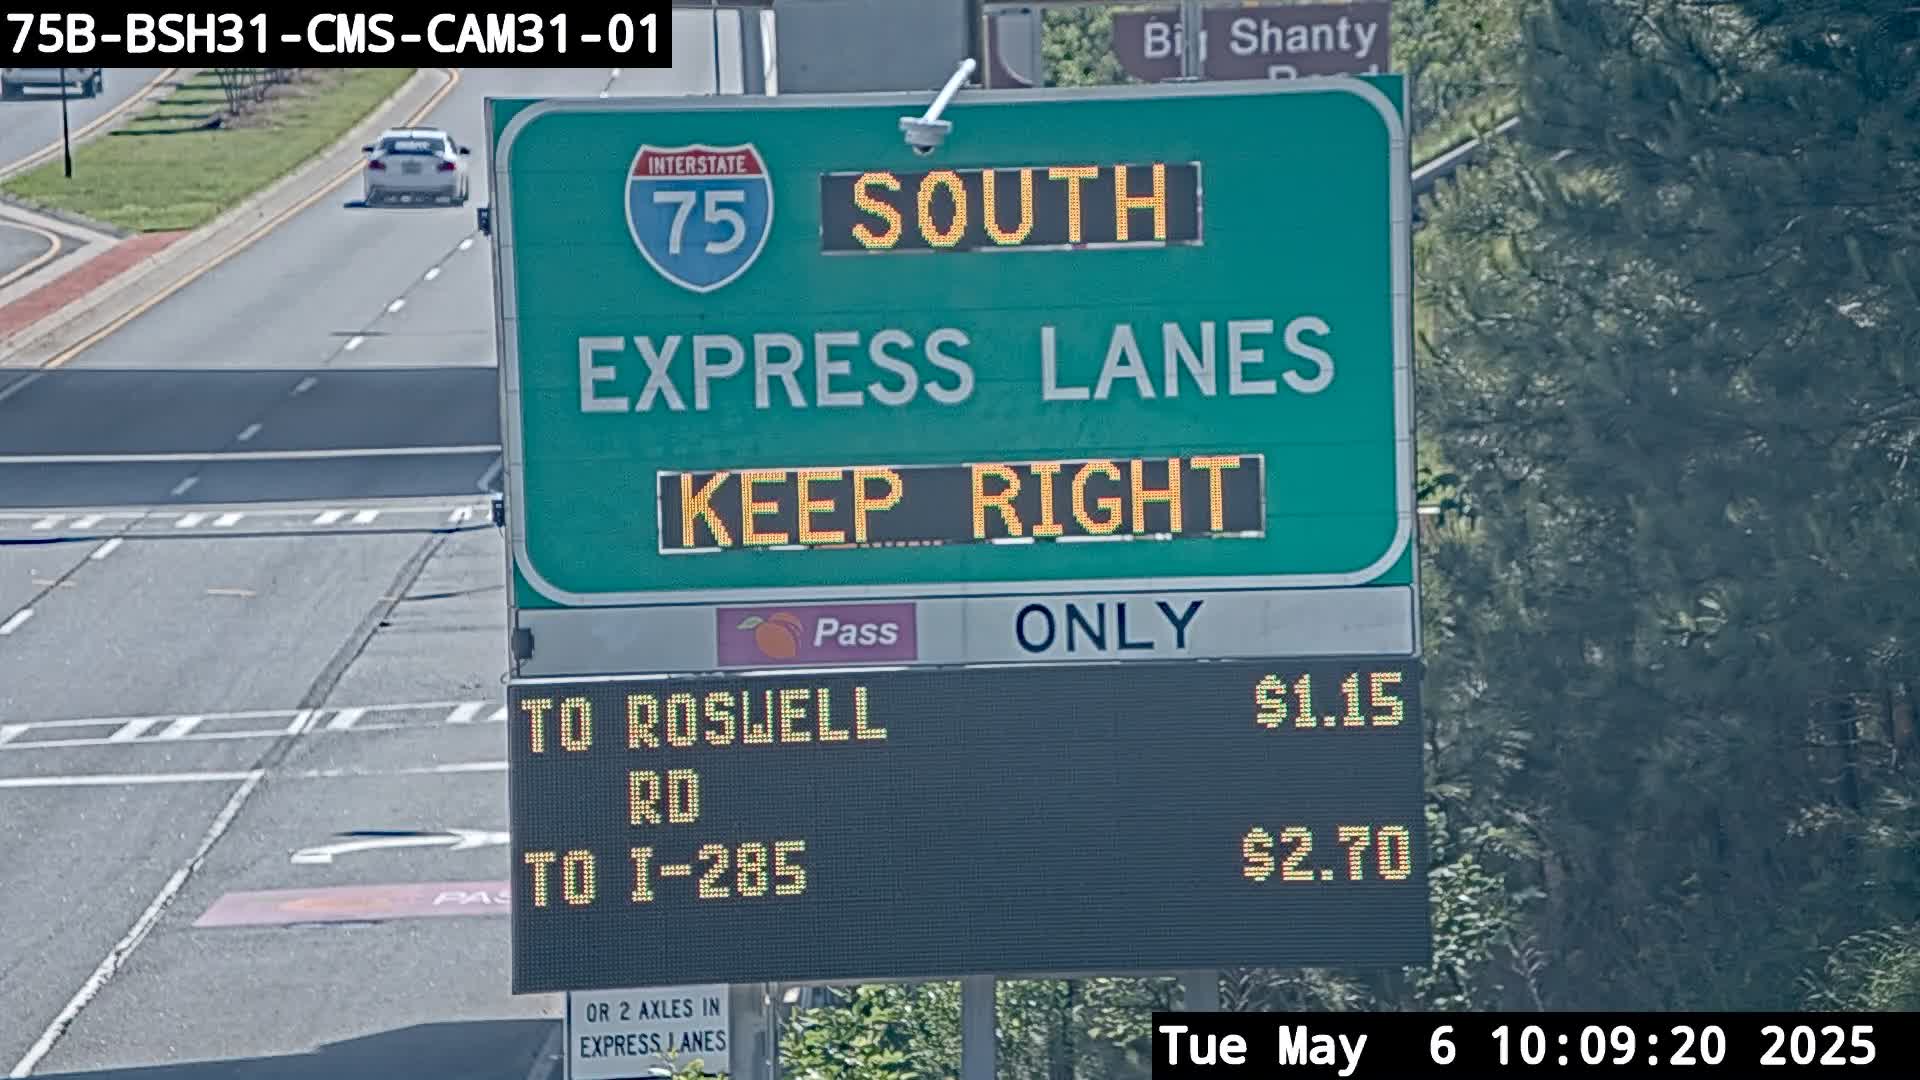 75B-BSH31-CMS-CAM31-01
Big Shanty
Road
INTERSTATE
75
SOUTH
EXPRESS LANES
KEEP RIGHT
Pass ONLY
TO ROSWELL $1.15
RD
TO I-285 $2.70
PAS
OR 2 AXLES IN
EXPRESS LANES
Tue May 6 10:09:20 2025